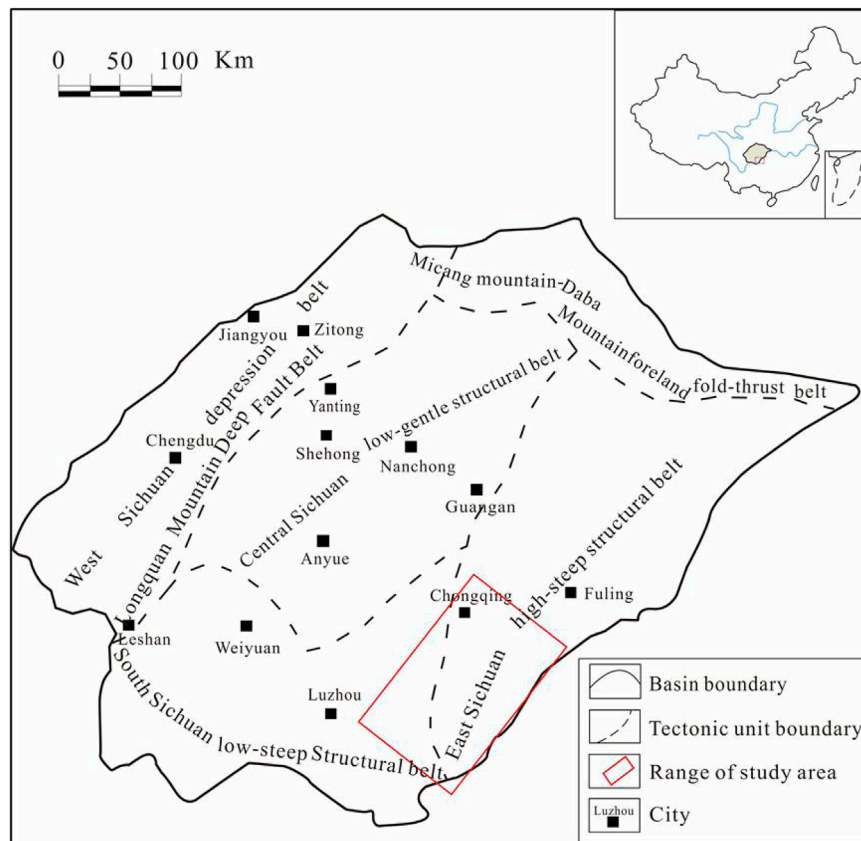 0 50 100 Km
Micang mountain-Daba
Mountainforeland
fold-thrust belt
Jiangyou
Zitong
West Sichuan depression belt
Longquan Mountain Deep Fault Belt
Yanting
Chengdu
Shehong
Nanchong
Central Sichuan low-gentle structural belt
Guangan
Anyue
Chongqing
Fuling
East Sichuan high-steep structural belt
Leshan
Weiyuan
Luzhou
South Sichuan low-steep Structural belt
Basin boundary
Tectonic unit boundary
Range of study area
Luzhou City